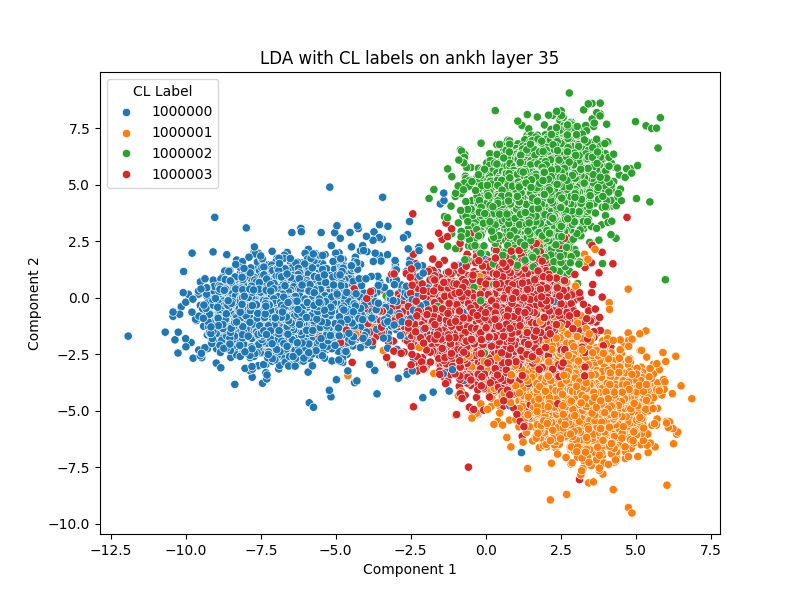 LDA with CL labels on ankh layer 35
CL Label
1000000
1000001
1000002
1000003
7.5
5.0
2.5
0.0
−2.5
−5.0
−7.5
−10.0
Component 2
−12.5 −10.0 −7.5 −5.0 −2.5 0.0 2.5 5.0 7.5
Component 1